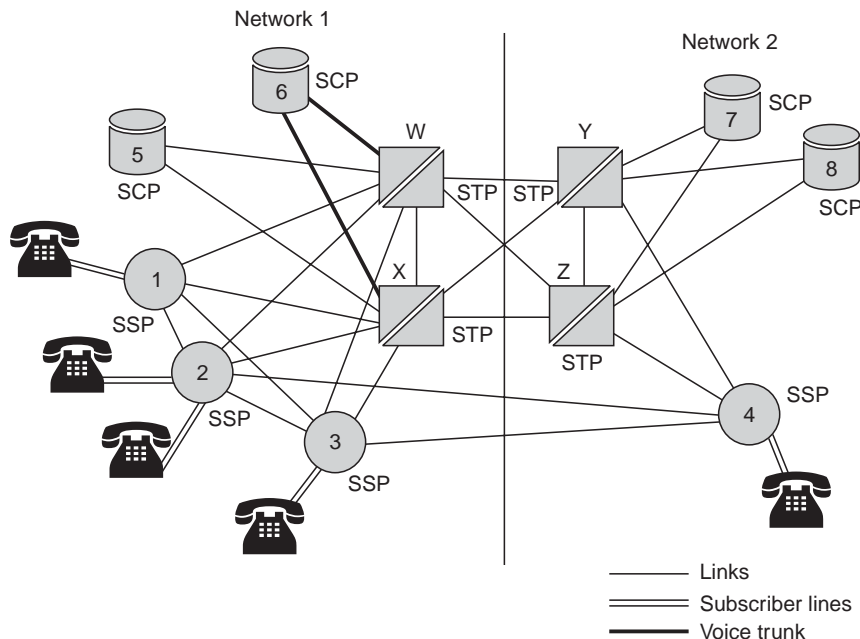 Network 1
Network 2
6
SCP
7
SCP
5
SCP
W
Y
8
SCP
STP
STP
1
SSP
X
Z
STP
STP
2
SSP
3
SSP
4
SSP
Links
Subscriber lines
Voice trunk